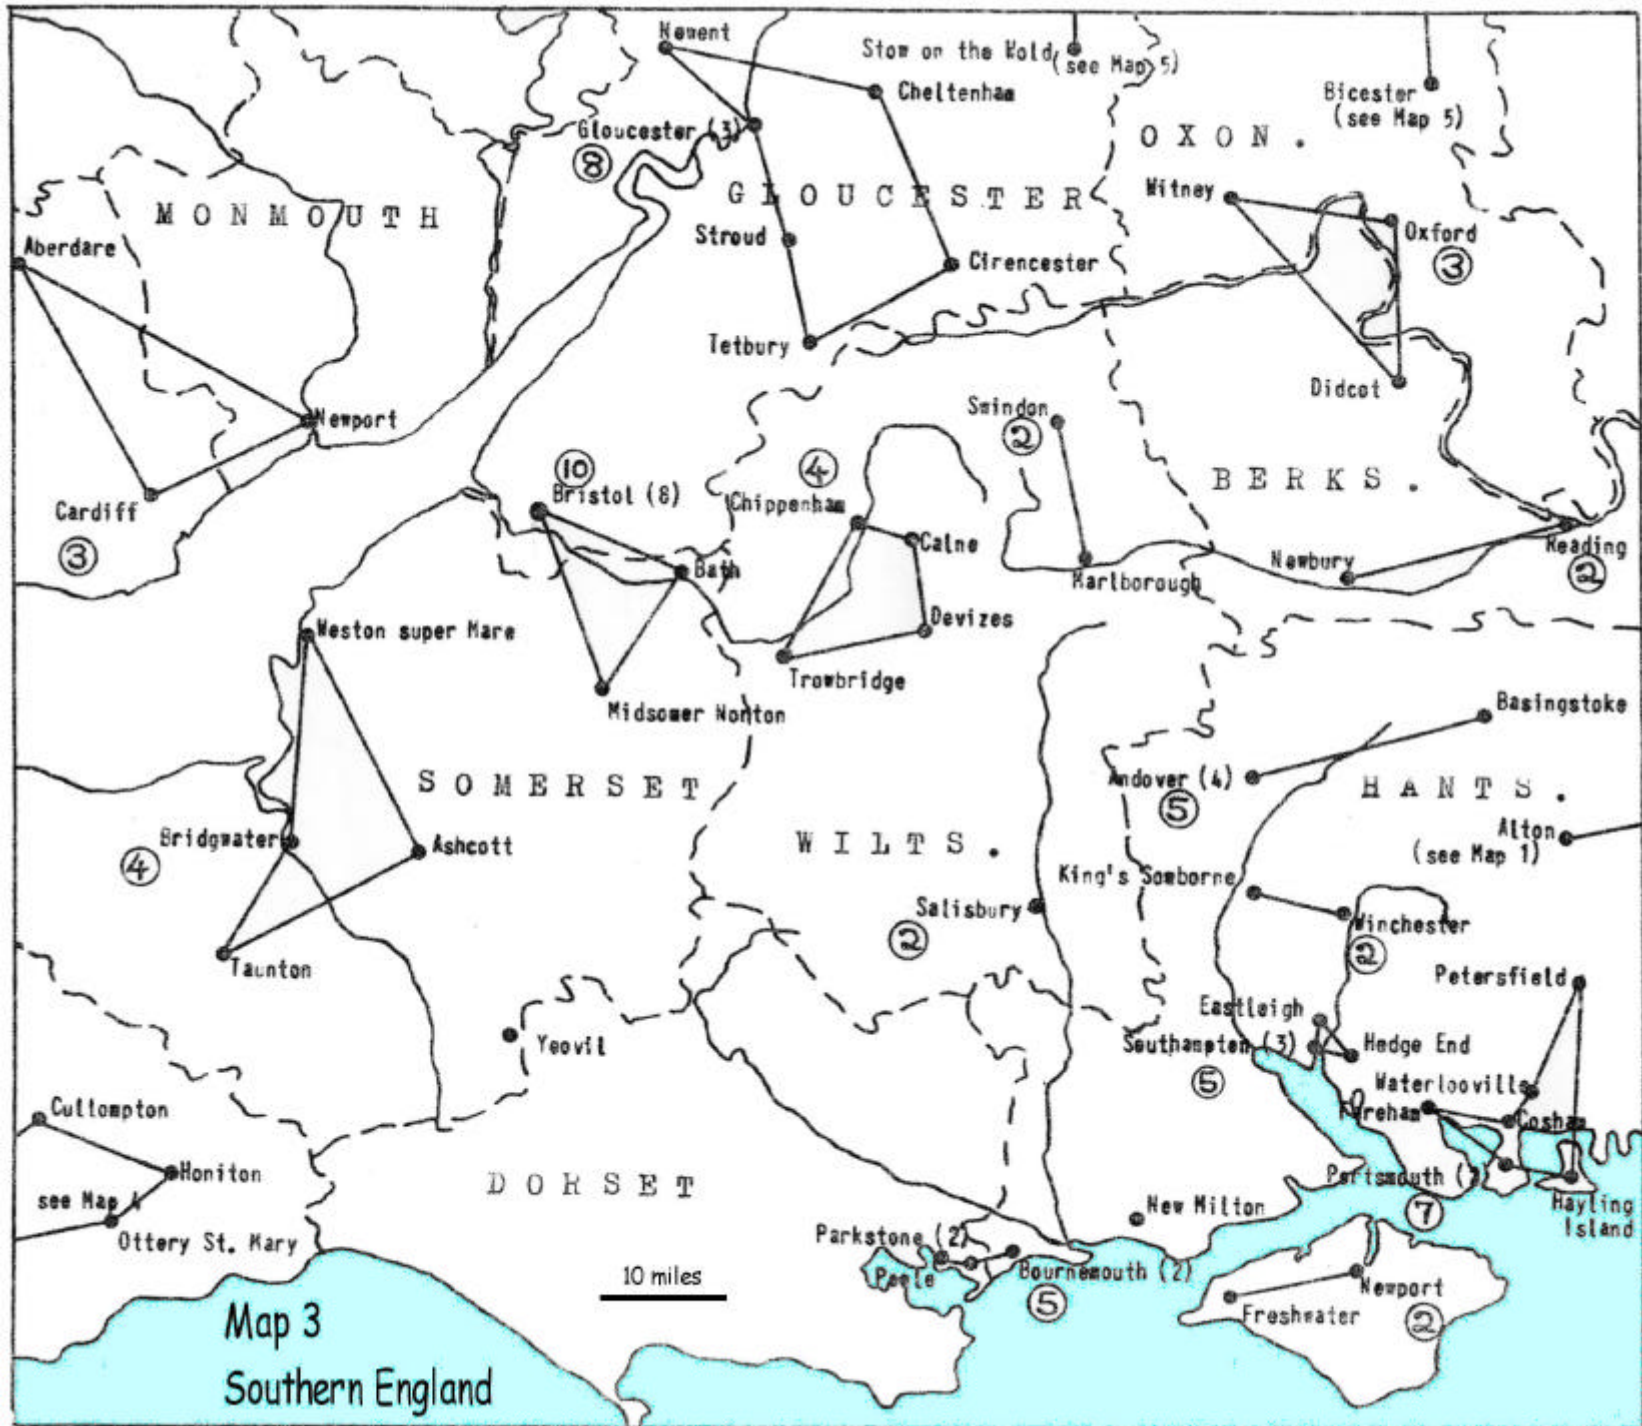 Newent
Stow on the Wold
(see Map 5)
Cheltenham
Bicester
(see Map 5)
Gloucester (3)
8
OXON.
GLOUCESTER
Witney
MONMOUTH
Stroud
Oxford
3
Aberdare
Cirencester
Tetbury
Didcot
Swindon
2
Newport
10
Bristol (8)
4
Chippenham
BERKS.
Cardiff
3
Calne
Bath
Marlborough
Newbury
Reading
2
Weston super Mare
Devizes
Trowbridge
Midsomer Norton
Basingstoke
SOMERSET
Andover (4)
5
HANTS.
Bridgwater
4
Ashcott
WILTS.
Alton
(see Map 1)
King's Somborne
Salisbury
2
Winchester
2
Taunton
Petersfield
Yeovil
Eastleigh
Southampton (3)
5
Hedge End
Waterlooville
Fareham
Cosham
Cullompton
Honiton
see Map 4
Ottery St. Mary
DORSET
Portsmouth
7
Hayling
Island
New Milton
Parkstone (2)
Poole
Bournemouth (2)
5
10 miles
Newport
Freshwater
2
Map 3
Southern England